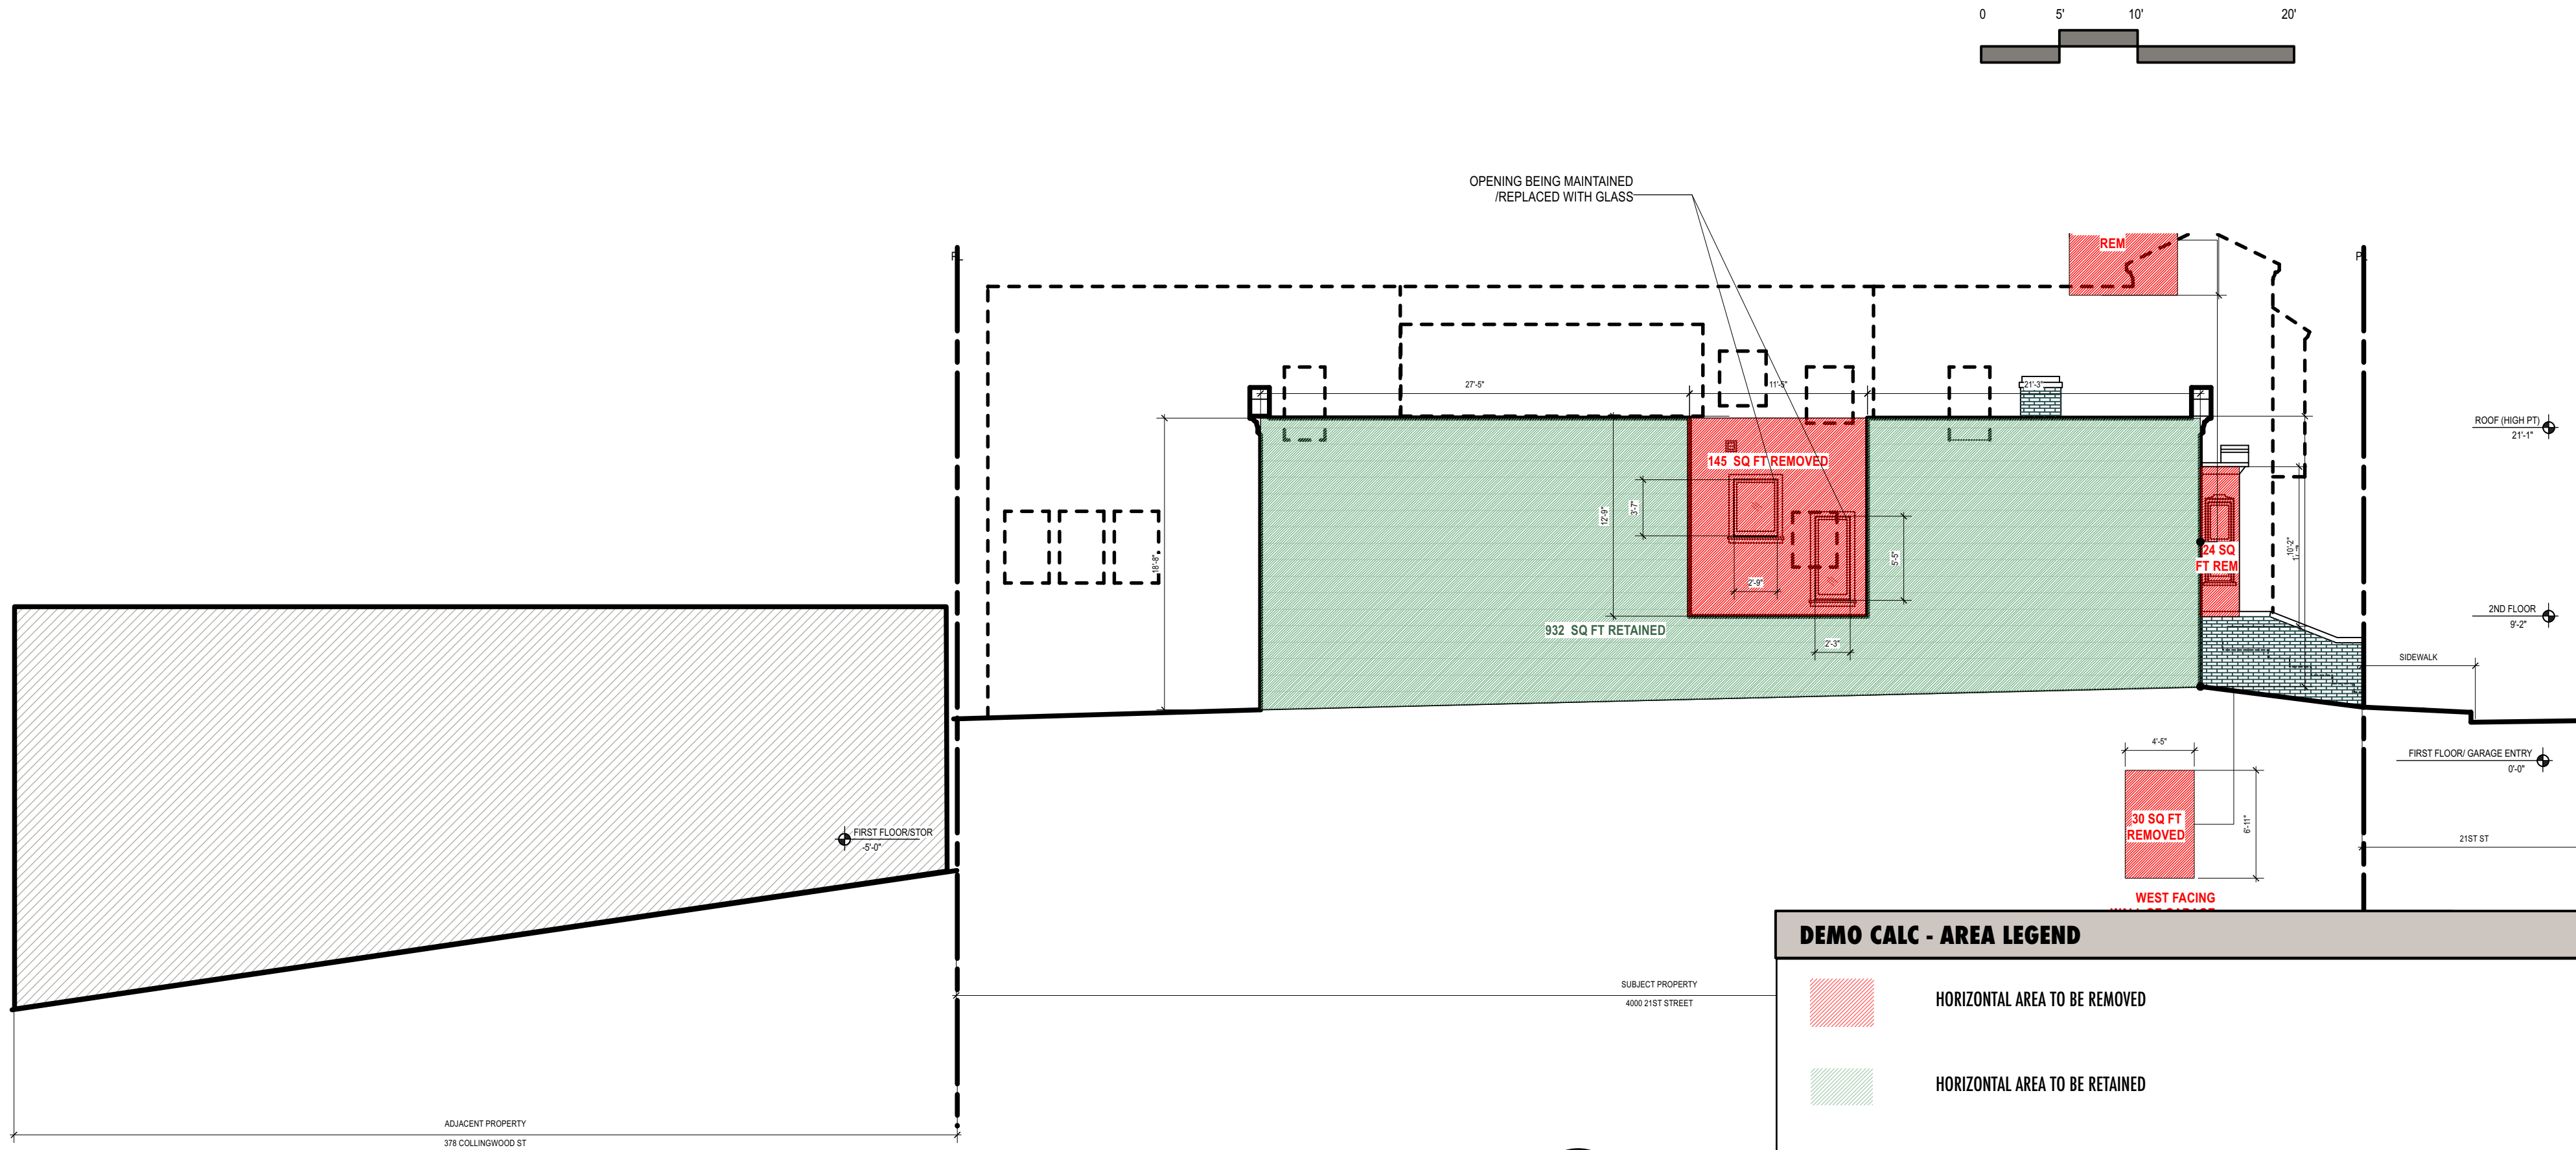 0 5' 10' 20'
OPENING BEING MAINTAINED
/REPLACED WITH GLASS
REM
27'-5"
11'-5"
21'-3"
ROOF (HIGH PT)
21'-1"
145 SQ FT REMOVED
3'-7"
12'-9"
18'-8"
2'-9"
5'-5"
2'-3"
10'-2"
24 SQ
FT REM
932 SQ FT RETAINED
2ND FLOOR
9'-2"
SIDEWALK
4'-5"
FIRST FLOOR/ GARAGE ENTRY
0'-0"
30 SQ FT
REMOVED
6'-11"
FIRST FLOOR/STOR
-5'-0"
21ST ST
WEST FACING
DEMO CALC - AREA LEGEND
HORIZONTAL AREA TO BE REMOVED
HORIZONTAL AREA TO BE RETAINED
SUBJECT PROPERTY
4000 21ST STREET
ADJACENT PROPERTY
378 COLLINGWOOD ST